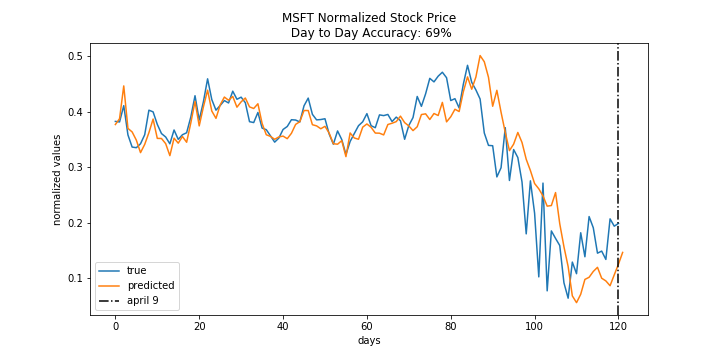 MSFT Normalized Stock Price
Day to Day Accuracy: 69%
normalized values
0.5
0.4
0.3
0.2
0.1
true
predicted
april 9
0 20 40 60 80 100 120
days